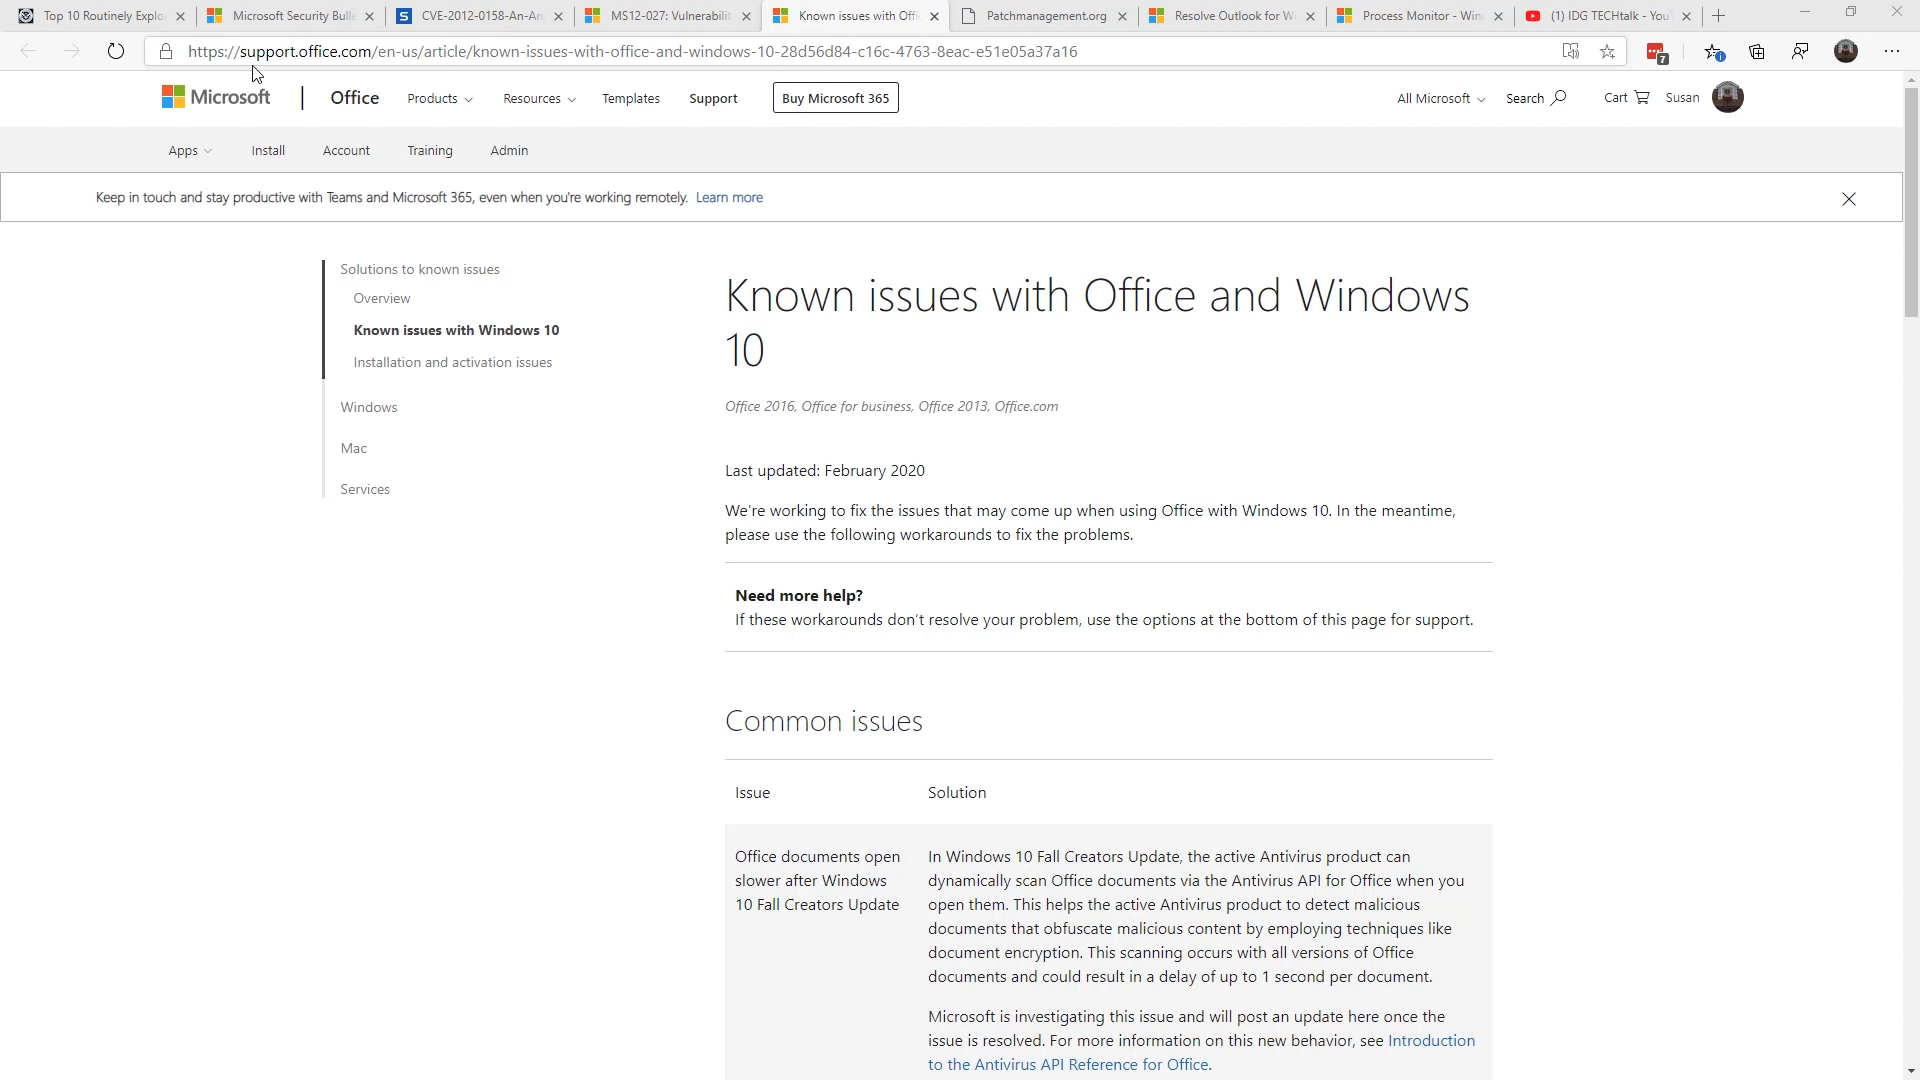 Top 10 Routinely Explo
Microsoft Security Bulle
CVE-2012-0158-An-An
MS12-027: Vulnerabilit
Known issues with Offi
Patchmanagement.org
Resolve Outlook for Wi
Process Monitor - Win
(1) IDG TECHtalk - You
https://support.office.com/en-us/article/known-issues-with-office-and-windows-10-28d56d84-c16c-4763-8eac-e51e05a37a16
7
Microsoft
Office
Products
Resources
Templates
Support
Buy Microsoft 365
All Microsoft
Search
Cart
Susan
Apps
Install
Account
Training
Admin
Keep in touch and stay productive with Teams and Microsoft 365, even when you're working remotely. Learn more
Solutions to known issues
Overview
Known issues with Windows 10
Installation and activation issues
Windows
Mac
Services
Known issues with Office and Windows
10
Office 2016, Office for business, Office 2013, Office.com
Last updated: February 2020
We're working to fix the issues that may come up when using Office with Windows 10. In the meantime,
please use the following workarounds to fix the problems.
Need more help?
If these workarounds don't resolve your problem, use the options at the bottom of this page for support.
Common issues
Issue
Solution
Office documents open
slower after Windows
10 Fall Creators Update
In Windows 10 Fall Creators Update, the active Antivirus product can
dynamically scan Office documents via the Antivirus API for Office when you
open them. This helps the active Antivirus product to detect malicious
documents that obfuscate malicious content by employing techniques like
document encryption. This scanning occurs with all versions of Office
documents and could result in a delay of up to 1 second per document.
Microsoft is investigating this issue and will post an update here once the
issue is resolved. For more information on this new behavior, see Introduction
to the Antivirus API Reference for Office.